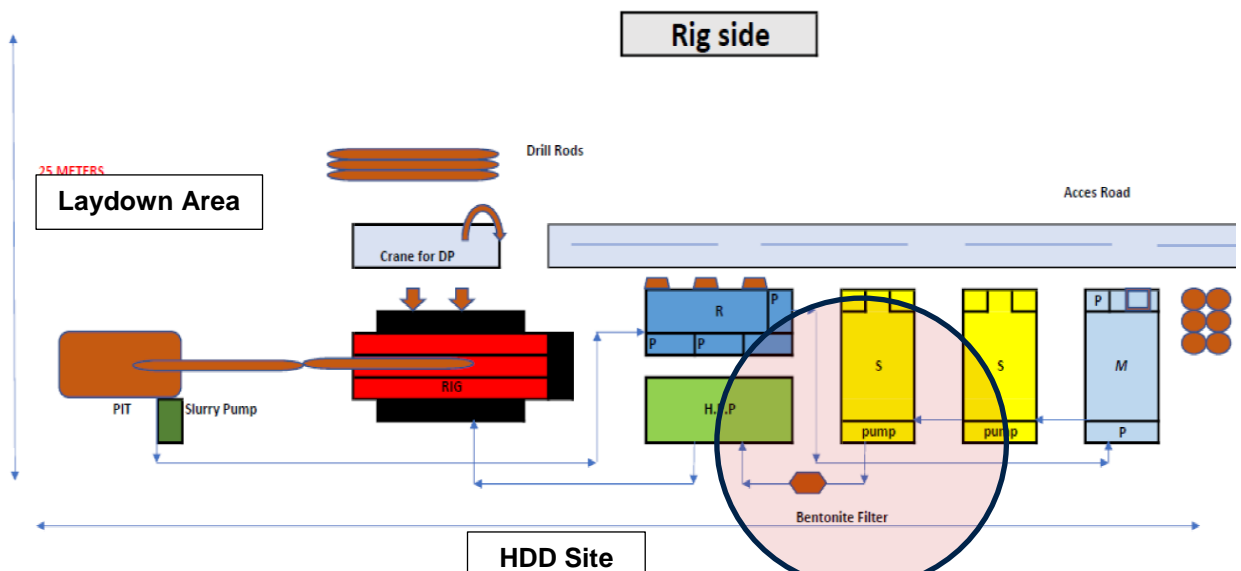 Rig side
Drill Rods
25 METERS
Laydown Area
Acces Road
Crane for DP
R
P
P
P
S
S
P
M
RIG
PIT
Slurry Pump
H.P.P
pump
pump
P
Bentonite Filter
HDD Site